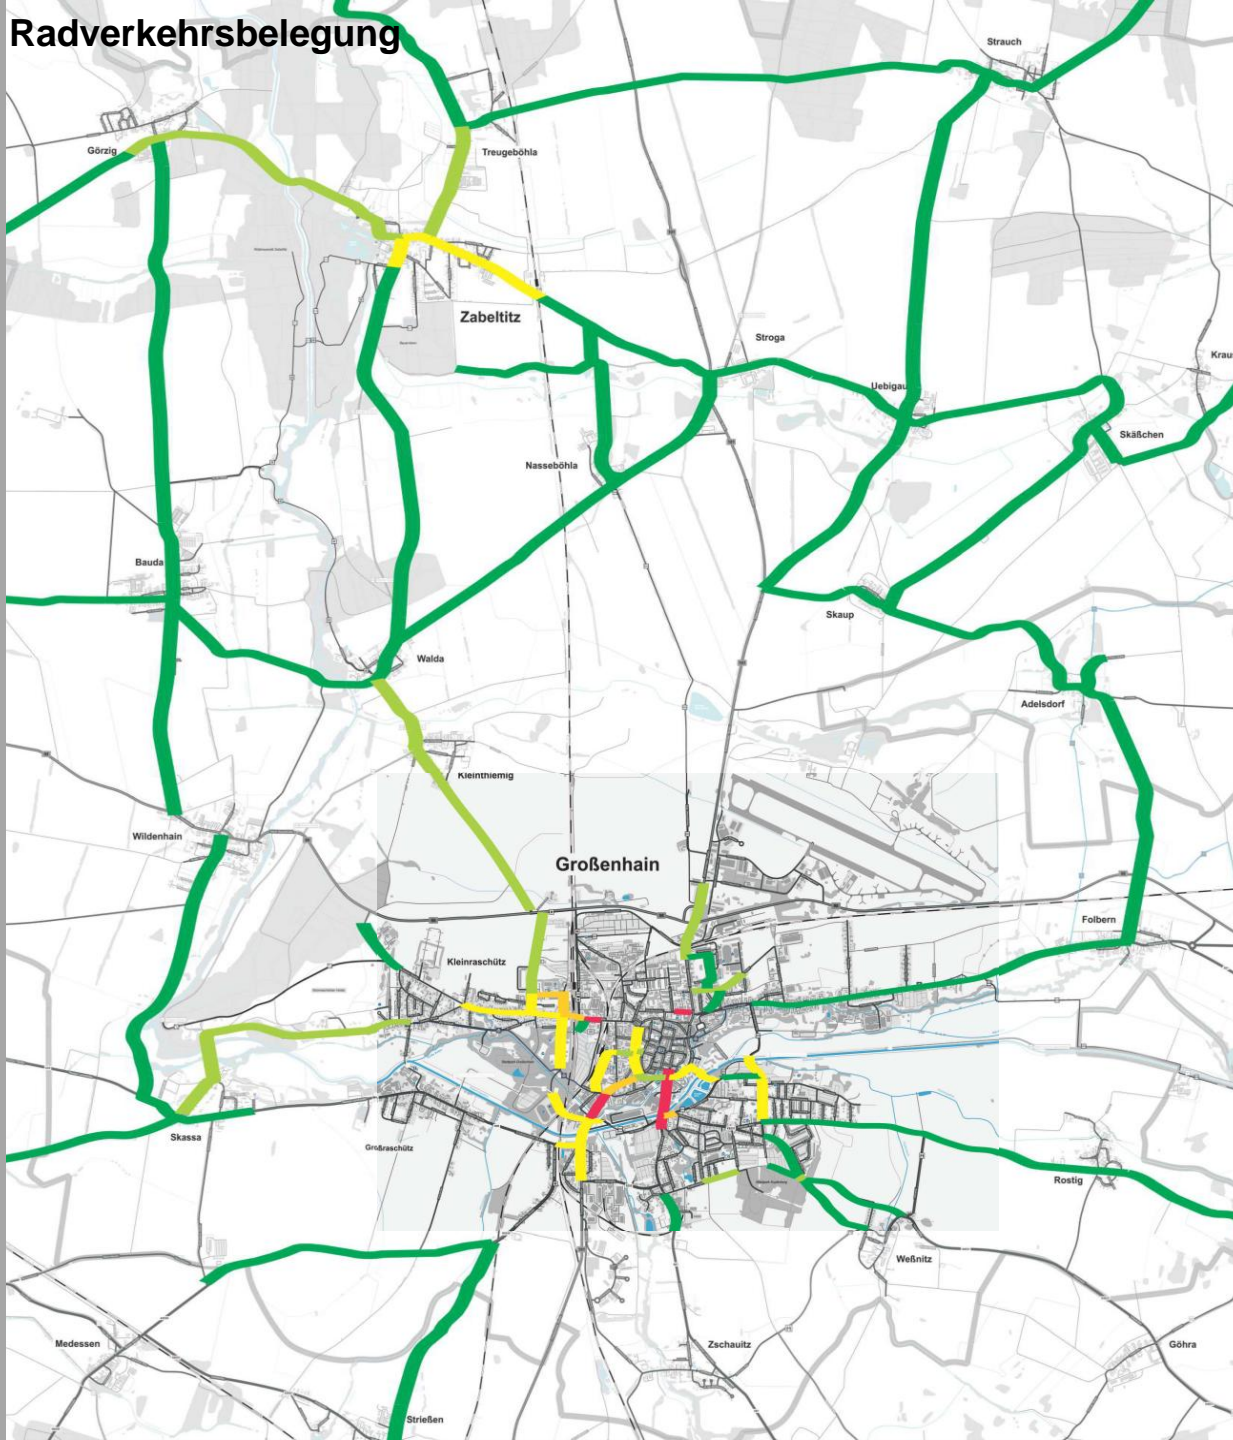 Radverkehrsbelegung
Strauch
Görzig
Treugeböhla
Zabeltitz
Stroga
Krau
Uebigau
Skäßchen
Nasseböhla
Bauda
Skaup
Walda
Adelsdorf
Kleinthiemig
Wildenhain
Großenhain
Folbern
Kleinraschütz
Skassa
Großraschütz
Rostig
Weßnitz
Medessen
Zschauitz
Göhra
Strießen